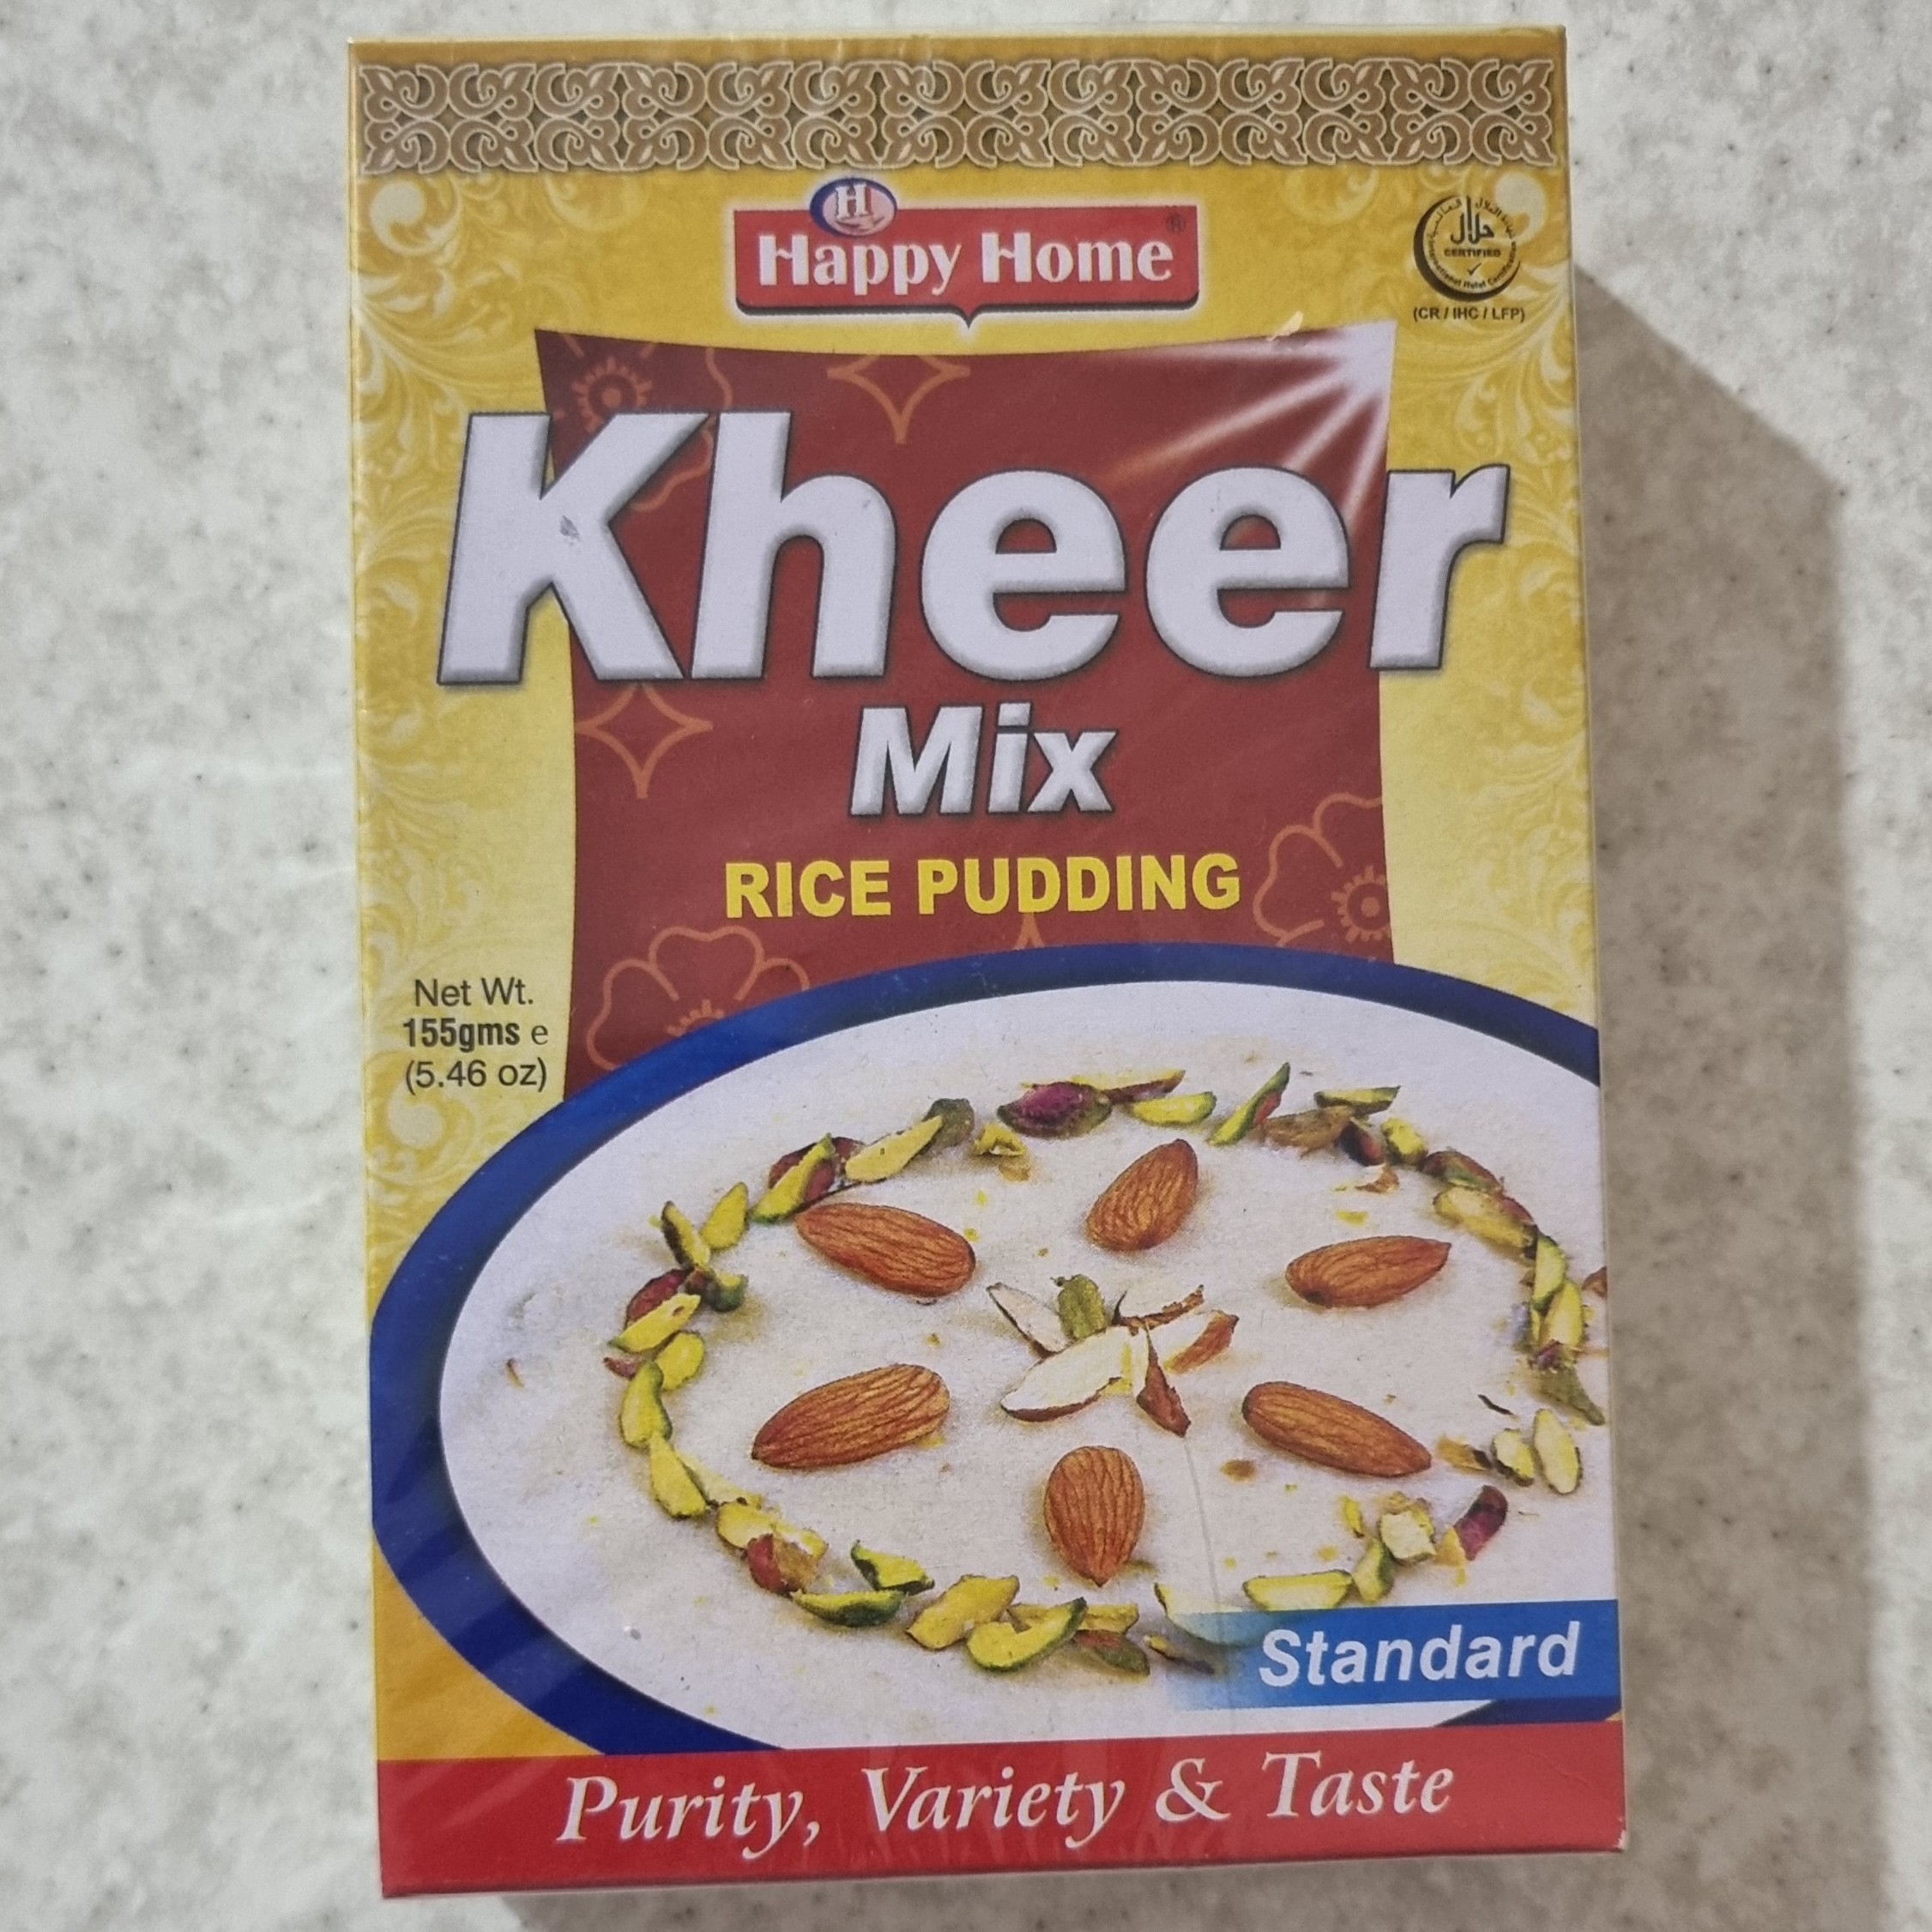 H
Happy Home®
حلال
CERTIFIED
(CR / IHC / LFP)
Kheer
Mix
RICE PUDDING
Net Wt.
155gms e
(5.46 oz)
Standard
Purity, Variety & Taste